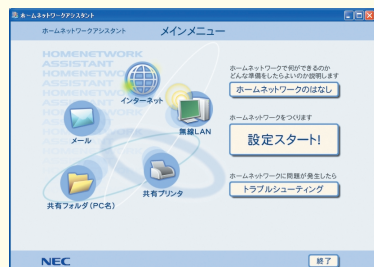 ホームネットワークアシスタント
ホームネットワークアシスタント
メインメニュー
HOMENETWORK
ASSISTANT
HOMENETWO
ASSISTANT
HOMENETW
インターネット
無線LAN
メール
共有プリンタ
共有フォルダ(PC名)
ホームネットワークで何ができるのか
どんな準備をしたらよいのか説明します
ホームネットワークのはなし
ホームネットワークをつくります
設定スタート!
ホームネットワークに問題が発生したら
トラブルシューティング
NEC
終了